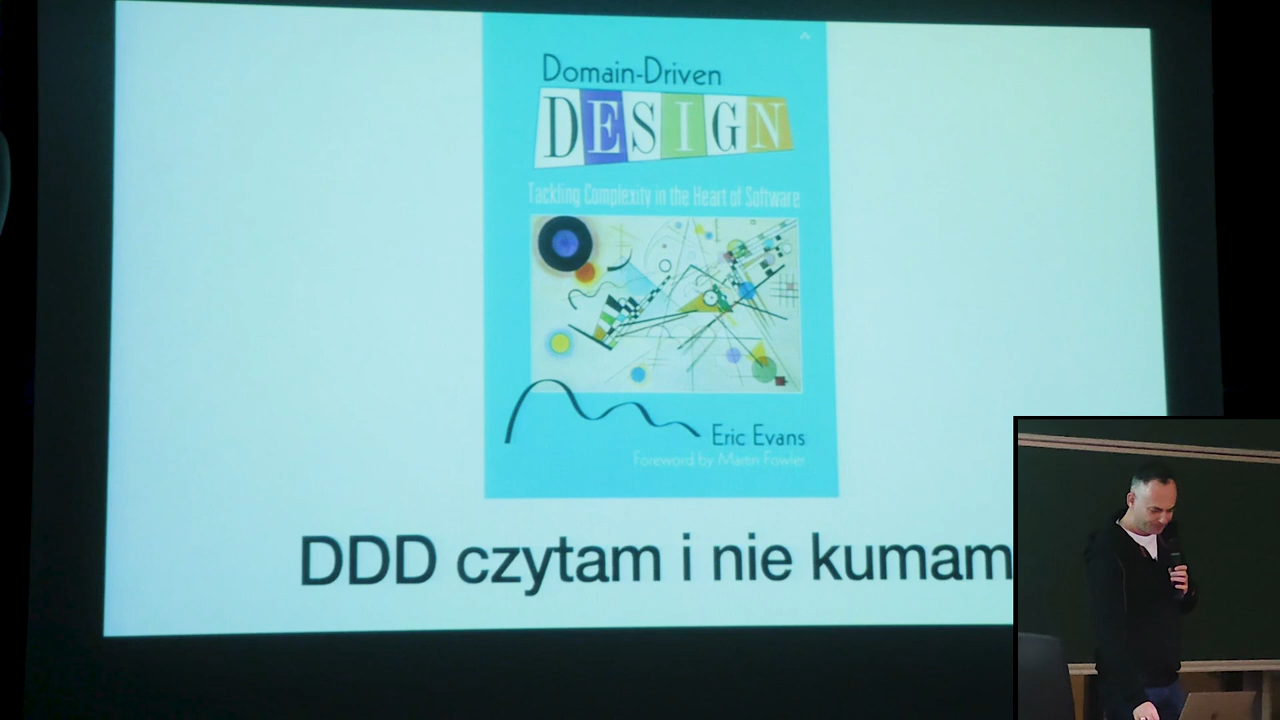 Domain-Driven
DESIGN
Tackling Complexity in the Heart of Software
Eric Evans
Foreword by Martin Fowler
DDD czytam i nie kumam